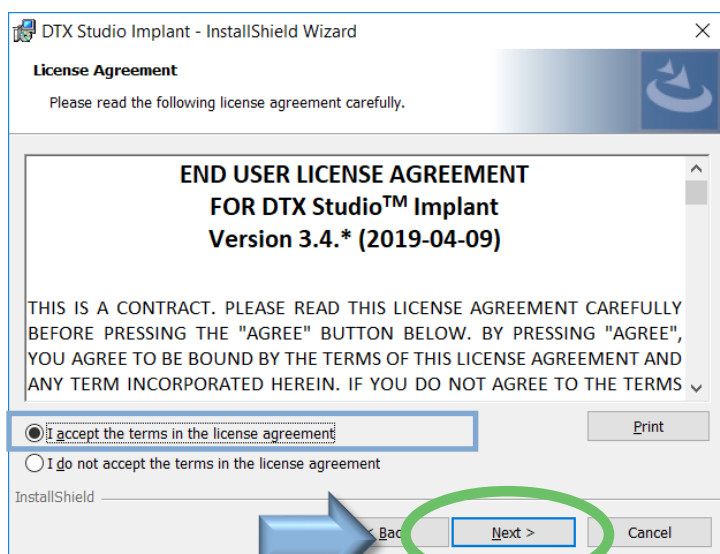 DTX Studio Implant - InstallShield Wizard
License Agreement
Please read the following license agreement carefully.
END USER LICENSE AGREEMENT
FOR DTX Studio™ Implant
Version 3.4.* (2019-04-09)
THIS IS A CONTRACT. PLEASE READ THIS LICENSE AGREEMENT CAREFULLY
BEFORE PRESSING THE "AGREE" BUTTON BELOW. BY PRESSING "AGREE",
YOU AGREE TO BE BOUND BY THE TERMS OF THIS LICENSE AGREEMENT AND
ANY TERM INCORPORATED HEREIN. IF YOU DO NOT AGREE TO THE TERMS
I accept the terms in the license agreement
Print
I do not accept the terms in the license agreement
InstallShield
Next >
Cancel